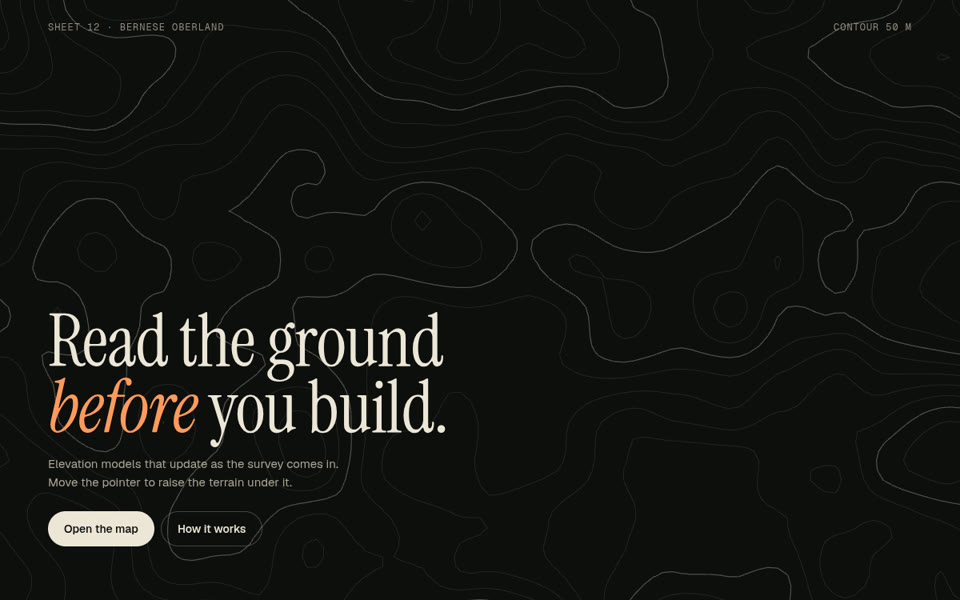 SHEET 12 · BERNESE OBERLAND
CONTOUR 50 M
Read the ground
before you build.
Elevation models that update as the survey comes in.
Move the pointer to raise the terrain under it.
Open the map
How it works